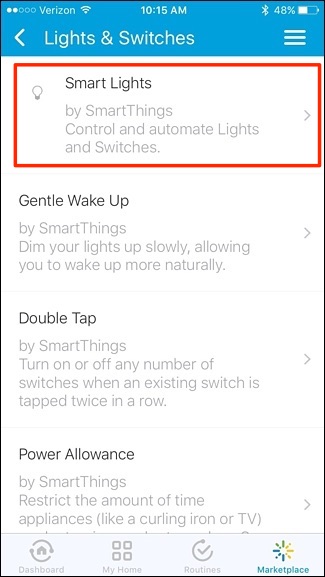 Verizon 10:15 AM 48%
Lights & Switches
Smart Lights
by SmartThings
Control and automate Lights
and Switches.
Gentle Wake Up
by SmartThings
Dim your lights up slowly, allowing
you to wake up more naturally.
Double Tap
by SmartThings
Turn on or off any number of
switches when an existing switch is
tapped twice in a row.
Power Allowance
by SmartThings
Restrict the amount of time
appliances (like a curling iron or TV)
Dashboard My Home Routines Marketplace